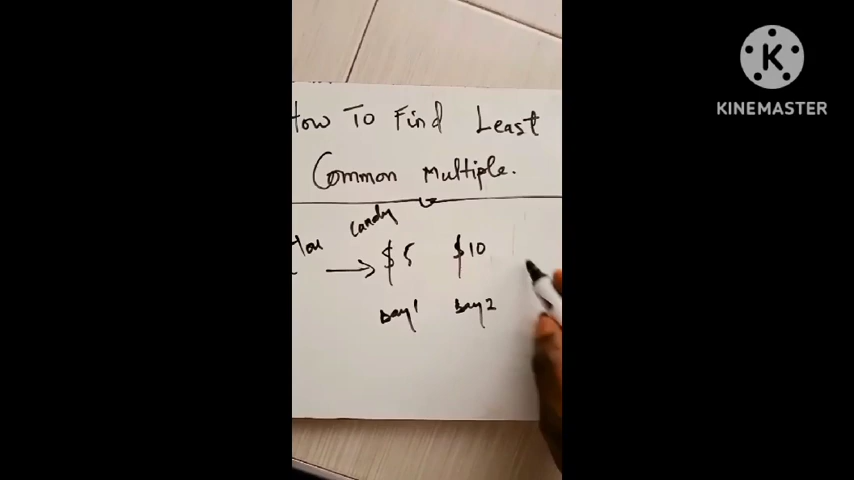 How To Find Least
Common Multiple.
candy
You → $5 $10
Day 1 Day 2
K
KINEMASTER